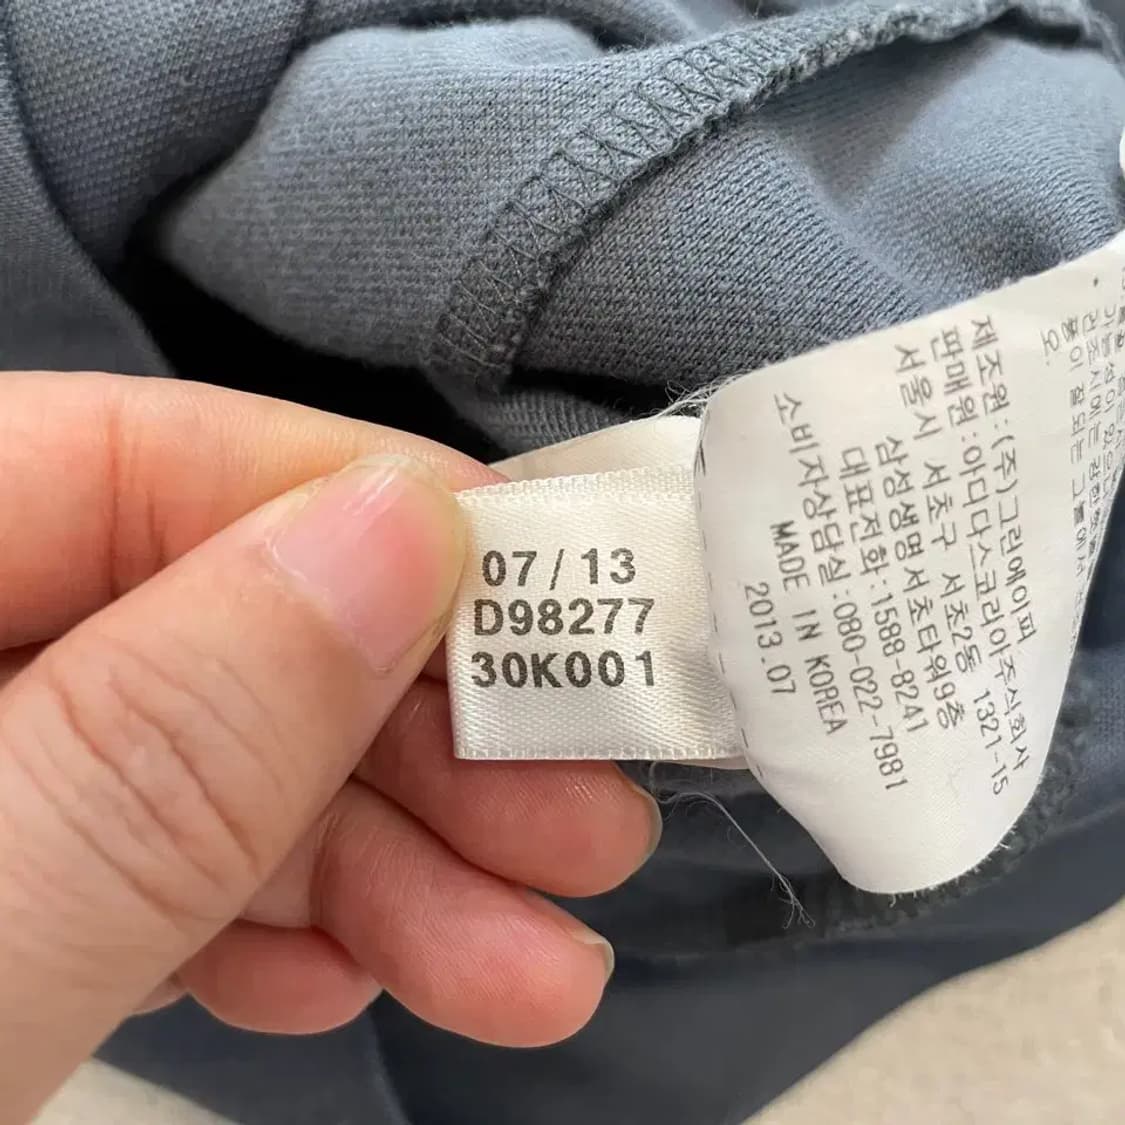 07/13
D98277
30K001
제조원:(주)그린에이피
판매원:아디다스코리아주식회사
서울시 서초구 서초2동 1321-15
삼성생명서초타워9층
대표전화:1588-8241
소비자상담실:080-022-7981
MADE IN KOREA
2013.07